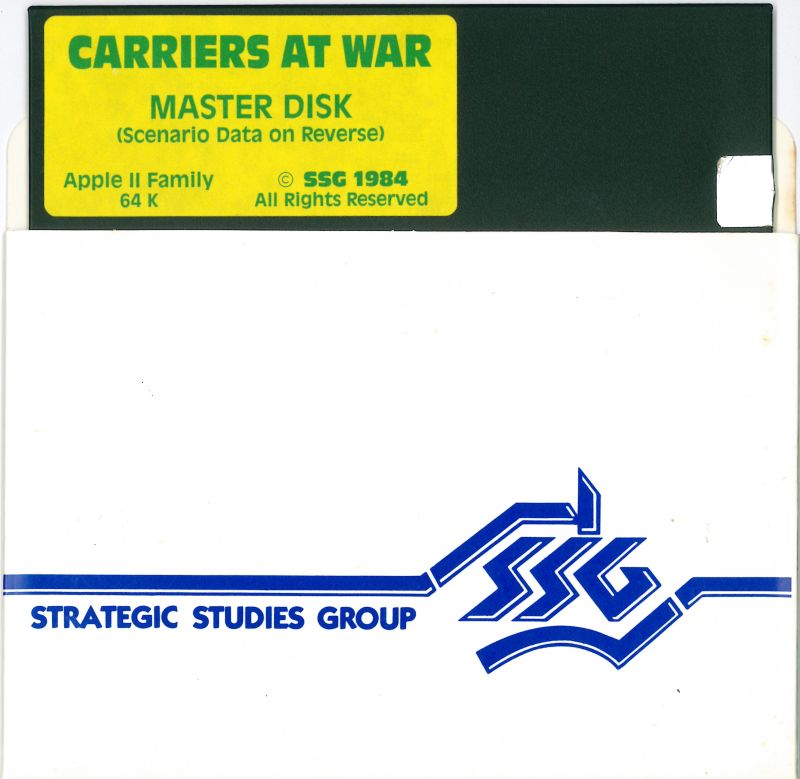 CARRIERS AT WAR
MASTER DISK
(Scenario Data on Reverse)
Apple II Family
64 K
© SSG 1984
All Rights Reserved
SSG
STRATEGIC STUDIES GROUP